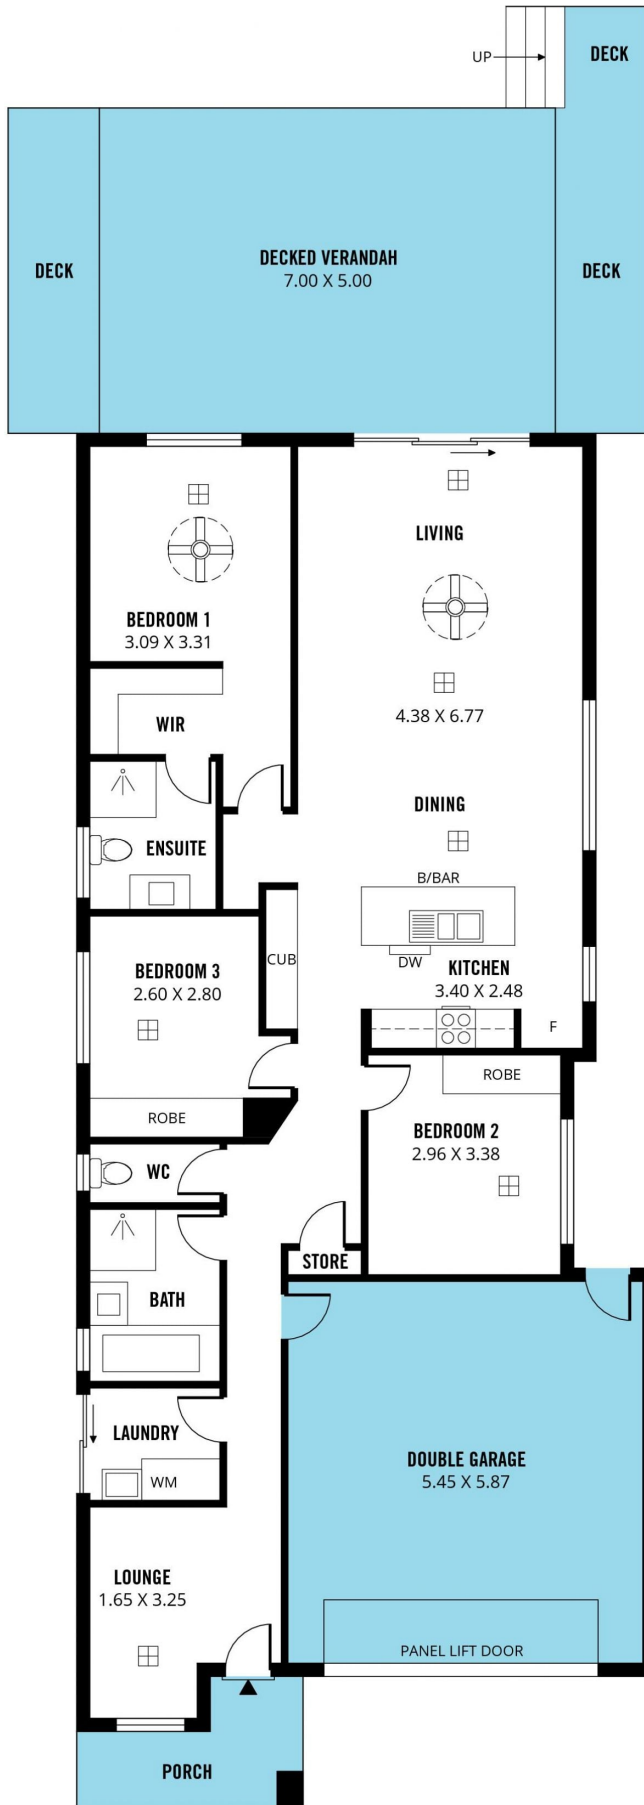 UP
DECK
DECKED VERANDAH
7.00 X 5.00
DECK
DECK
LIVING
BEDROOM 1
3.09 X 3.31
4.38 X 6.77
WIR
DINING
ENSUITE
B/BAR
CUB
DW
KITCHEN
3.40 X 2.48
BEDROOM 3
2.60 X 2.80
F
ROBE
ROBE
BEDROOM 2
2.96 X 3.38
WC
STORE
BATH
LAUNDRY
WM
DOUBLE GARAGE
5.45 X 5.87
LOUNGE
1.65 X 3.25
PANEL LIFT DOOR
PORCH